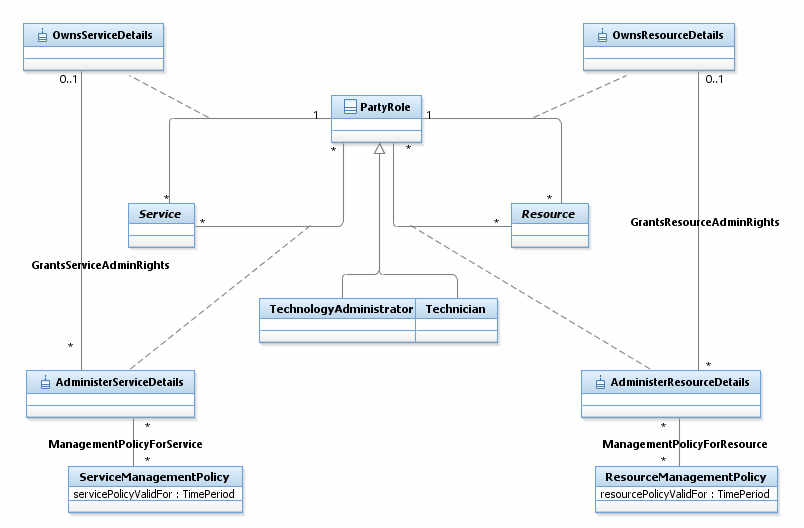 OwnsServiceDetails
OwnsResourceDetails
0..1
0..1
PartyRole
1
1
*
*
*
*
Service
Resource
*
*
GrantsResourceAdminRights
GrantsServiceAdminRights
TechnologyAdministrator
Technician
*
*
AdministerServiceDetails
AdministerResourceDetails
*
*
ManagementPolicyForService
ManagementPolicyForResource
*
*
ServiceManagementPolicy
ResourceManagementPolicy
servicePolicyValidFor : TimePeriod
resourcePolicyValidFor : TimePeriod